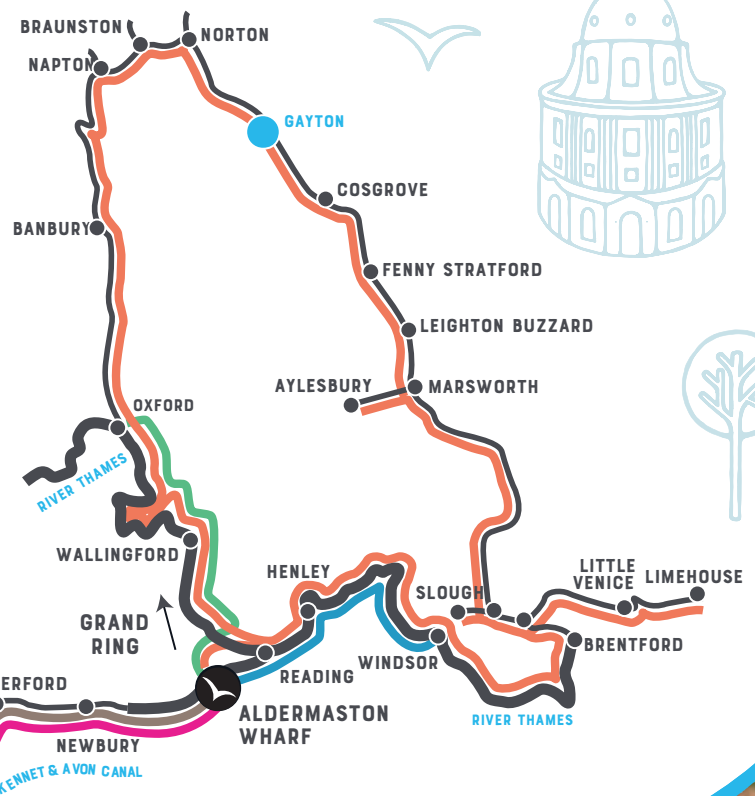 BRAUNSTON
NORTON
NAPTON
GAYTON
COSGROVE
BANBURY
FENNY STRATFORD
LEIGHTON BUZZARD
AYLESBURY
MARSWORTH
OXFORD
RIVER THAMES
WALLINGFORD
HENLEY
SLOUGH
LITTLE
VENICE
LIMEHOUSE
GRAND
RING
BRENTFORD
READING
WINDSOR
ERFORD
ALDERMASTON
WHARF
RIVER THAMES
NEWBURY
KENNET & AVON CANAL